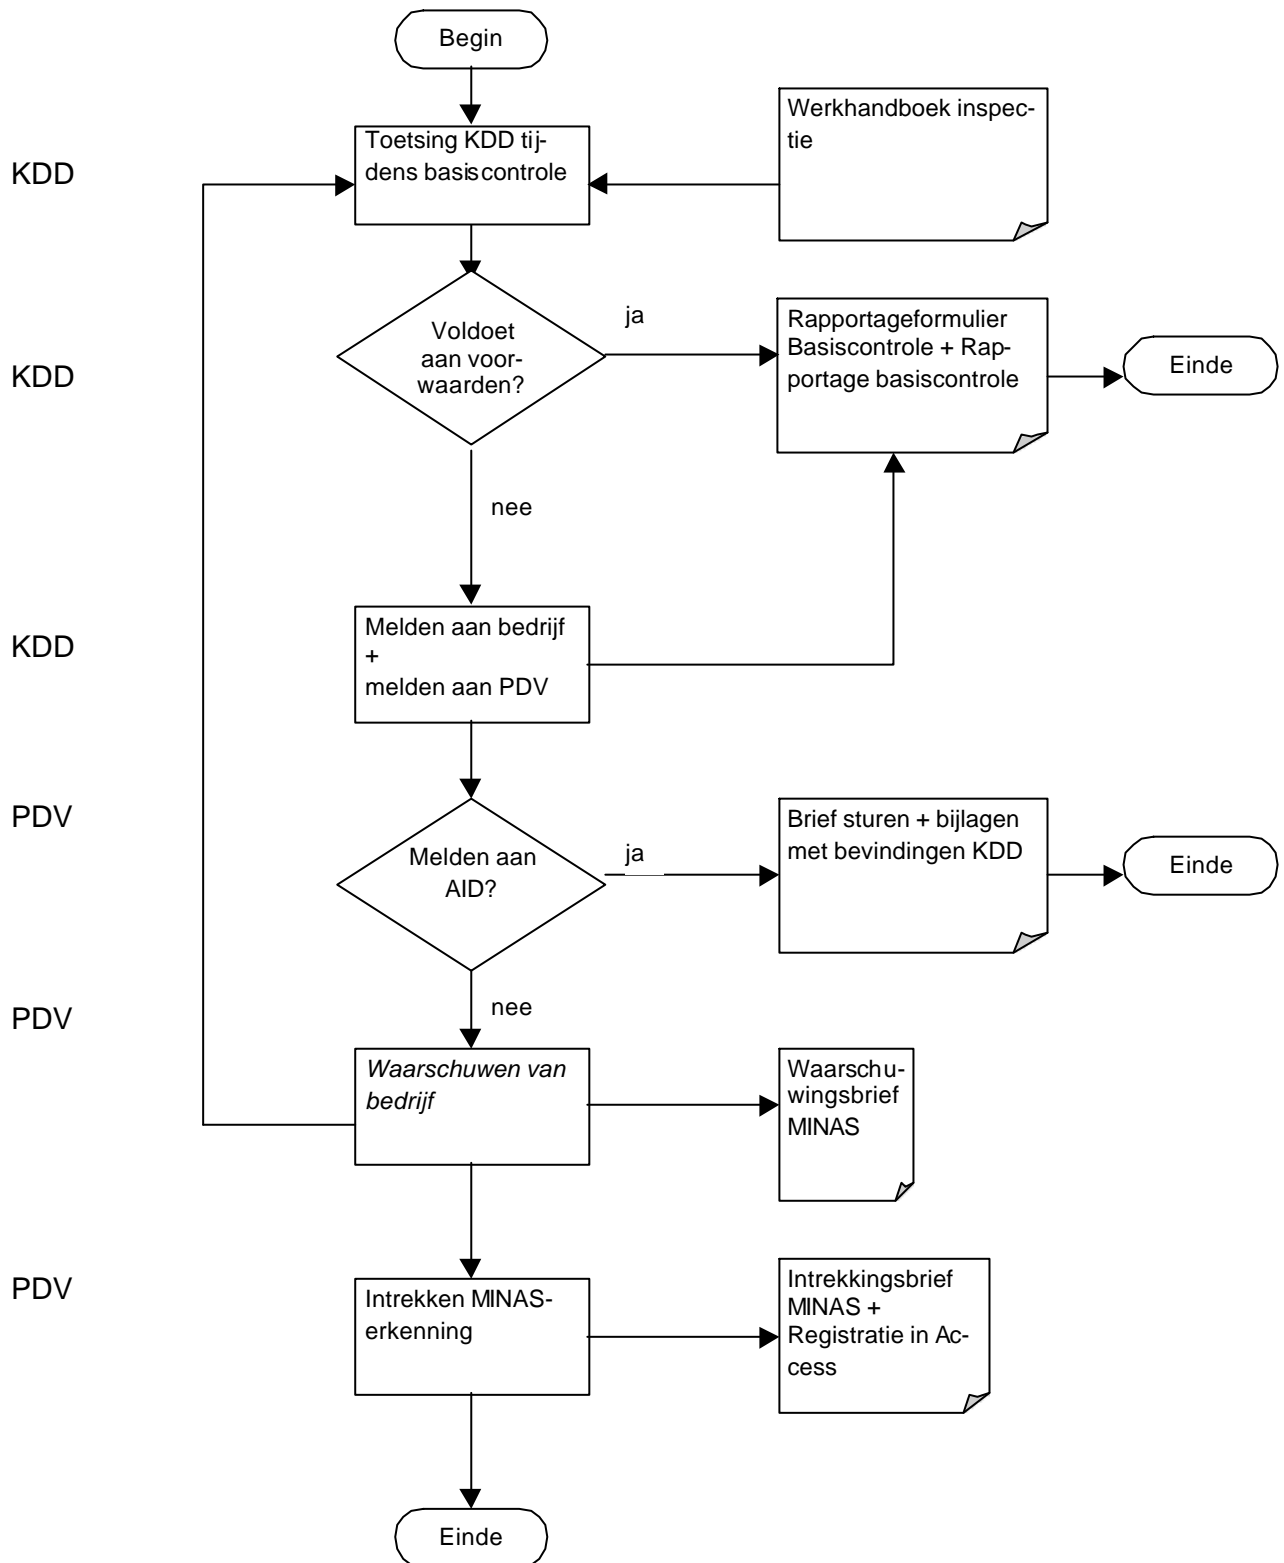 Begin
KDD
Toetsing KDD tij-
dens basiscontrole
Werkhandboek inspec-
tie
KDD
Voldoet
aan voor-
waarden?
ja
Rapportageformulier
Basiscontrole + Rap-
portage basiscontrole
Einde
nee
KDD
Melden aan bedrijf
+
melden aan PDV
PDV
Melden aan
AID?
ja
Brief sturen + bijlagen
met bevindingen KDD
Einde
nee
PDV
Waarschuwen van
bedrijf
Waarschu-
wingsbrief
MINAS
PDV
Intrekken MINAS-
erkenning
Intrekkingsbrief
MINAS +
Registratie in Ac-
cess
Einde